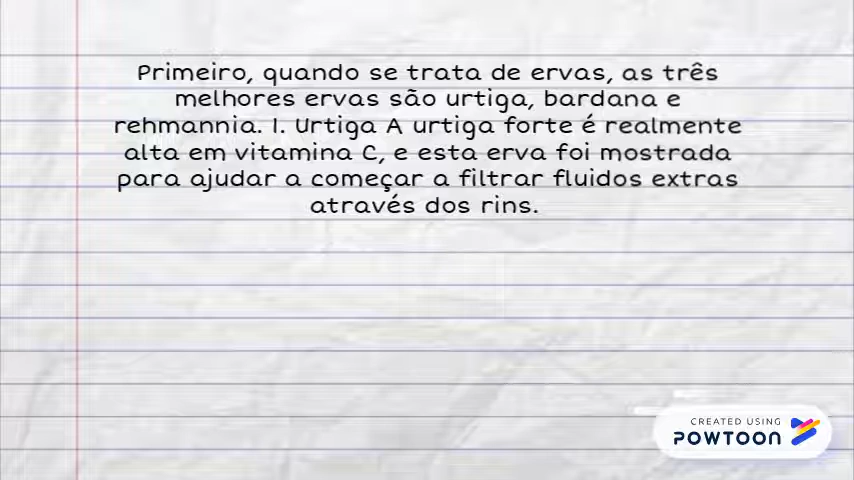 Primeiro, quando se trata de ervas, as três
melhores ervas são urtiga, bardana e
rehmannia. 1. Urtiga A urtiga forte é realmente
alta em vitamina C, e esta erva foi mostrada
para ajudar a começar a filtrar fluidos extras
através dos rins.
CREATED USING
POWTOON